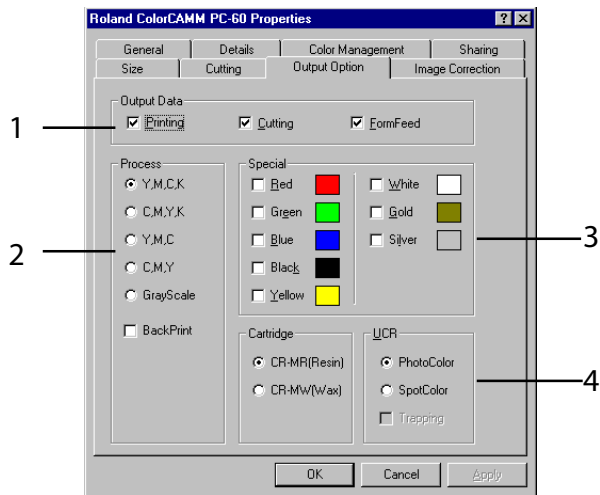 Roland ColorCAMM PC-60 Properties
General Details Color Management Sharing
Size Cutting Output Option Image Correction
Output Data
1
Printing Cutting FormFeed
Process
Y,M,C,K
C,M,Y,K
2
Y,M,C
C,M,Y
GrayScale
BackPrint
Special
Red White
Green Gold
Blue Silver
3
Black
Yellow
Cartridge
CR-MR(Resin)
CR-MW(Wax)
UCR
PhotoColor
4
SpotColor
Trapping
OK Cancel Apply